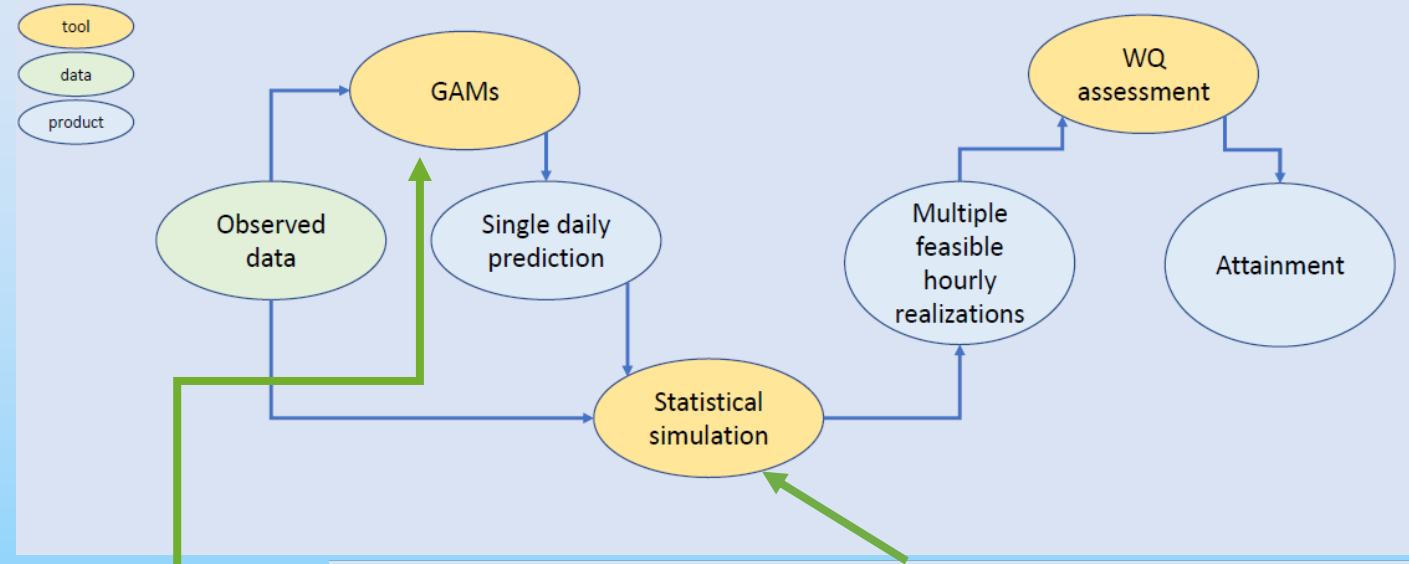 tool
data
product
GAMs
WQ
assessment
Observed
data
Single daily
prediction
Multiple
feasible
hourly
realizations
Attainment
Statistical
simulation